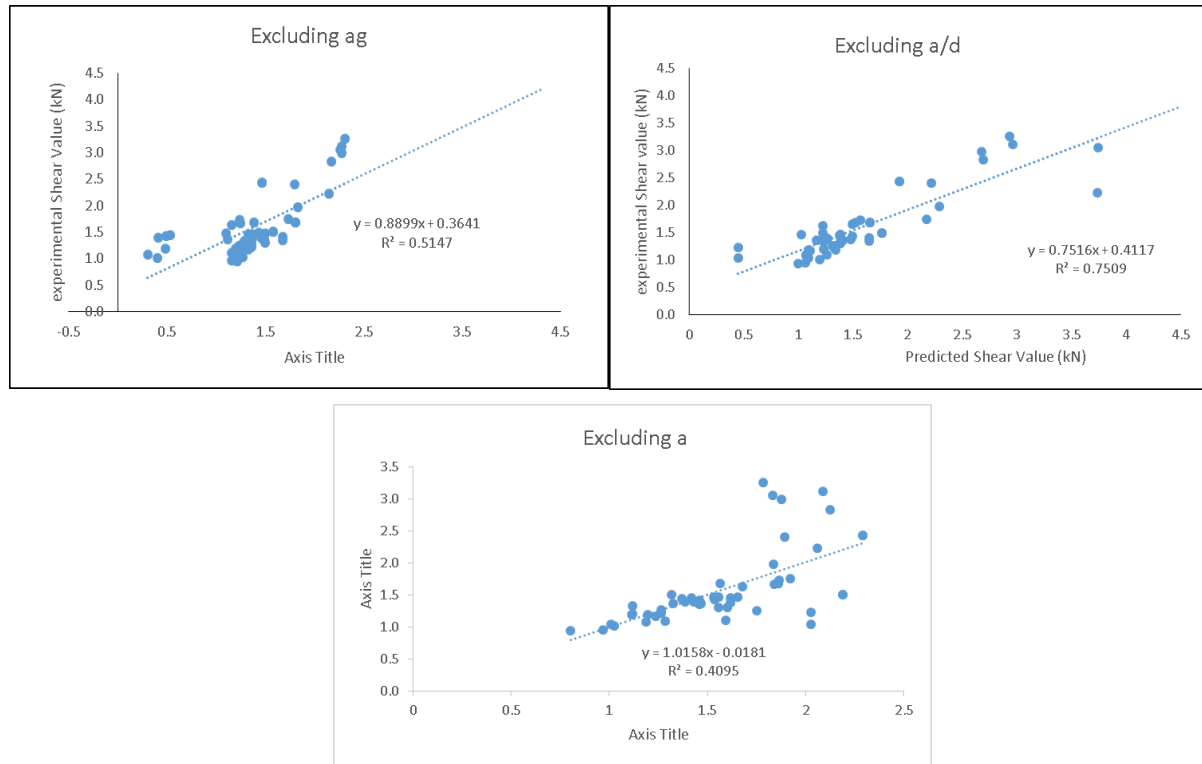 Excluding ag
4.5
4.0
3.5
3.0
2.5
2.0
1.5
1.0
0.5
0.0
experimental Shear Value (kN)
y = 0.8899x + 0.3641
R² = 0.5147
-0.5 0.5 1.5 2.5 3.5 4.5
Axis Title
Excluding a/d
4.5
4.0
3.5
3.0
2.5
2.0
1.5
1.0
0.5
0.0
experimental Shear value (kN)
y = 0.7516x + 0.4117
R² = 0.7509
0 0.5 1 1.5 2 2.5 3 3.5 4 4.5
Predicted Shear Value (kN)
Excluding a
3.5
3.0
2.5
2.0
1.5
1.0
0.5
0.0
Axis Title
y = 1.0158x - 0.0181
R² = 0.4095
0 0.5 1 1.5 2 2.5
Axis Title